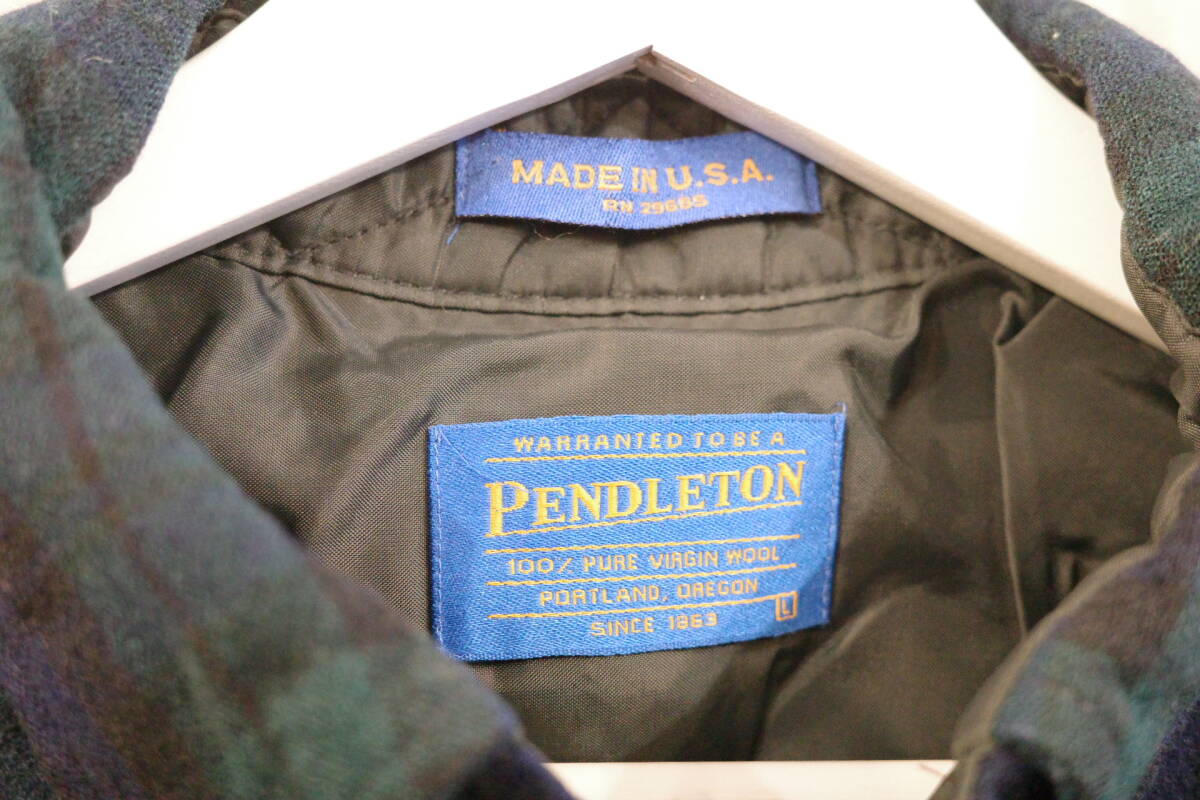 MADE IN U.S.A.
RN 29685
WARRANTED TO BE A
PENDLETON
100% PURE VIRGIN WOOL
PORTLAND, OREGON
SINCE 1863
L